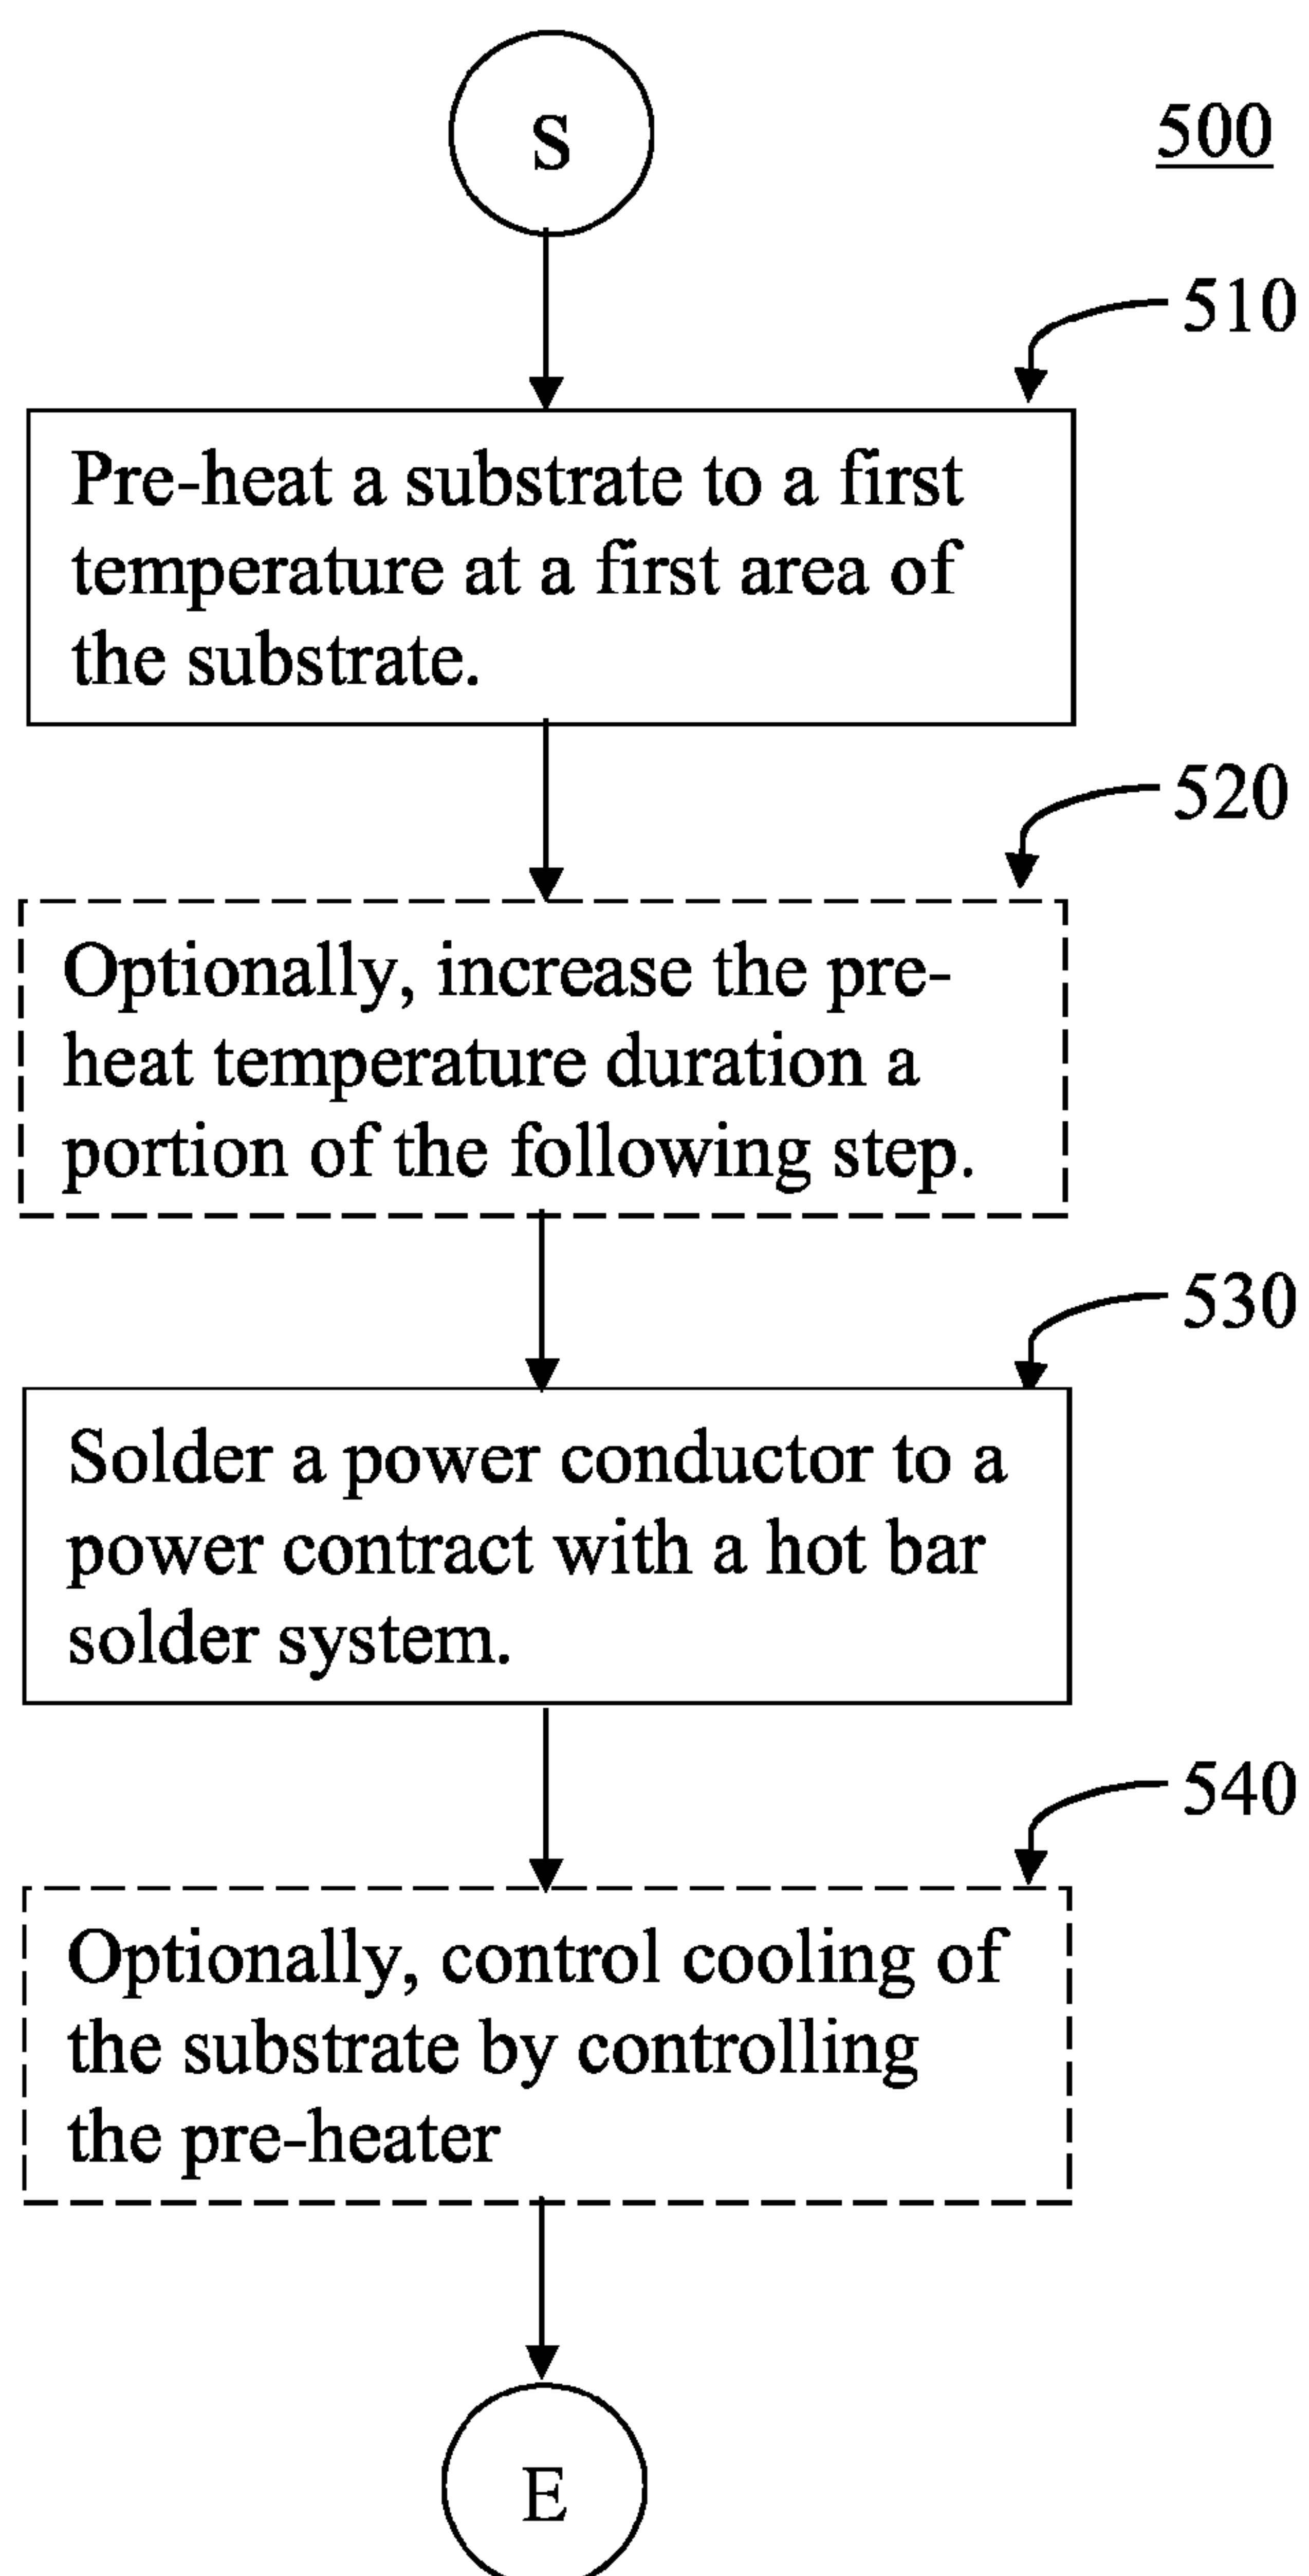 S
500
510
Pre-heat a substrate to a first
temperature at a first area of
the substrate.
520
Optionally, increase the pre-
heat temperature duration a
portion of the following step.
530
Solder a power conductor to a
power contract with a hot bar
solder system.
540
Optionally, control cooling of
the substrate by controlling
the pre-heater
E